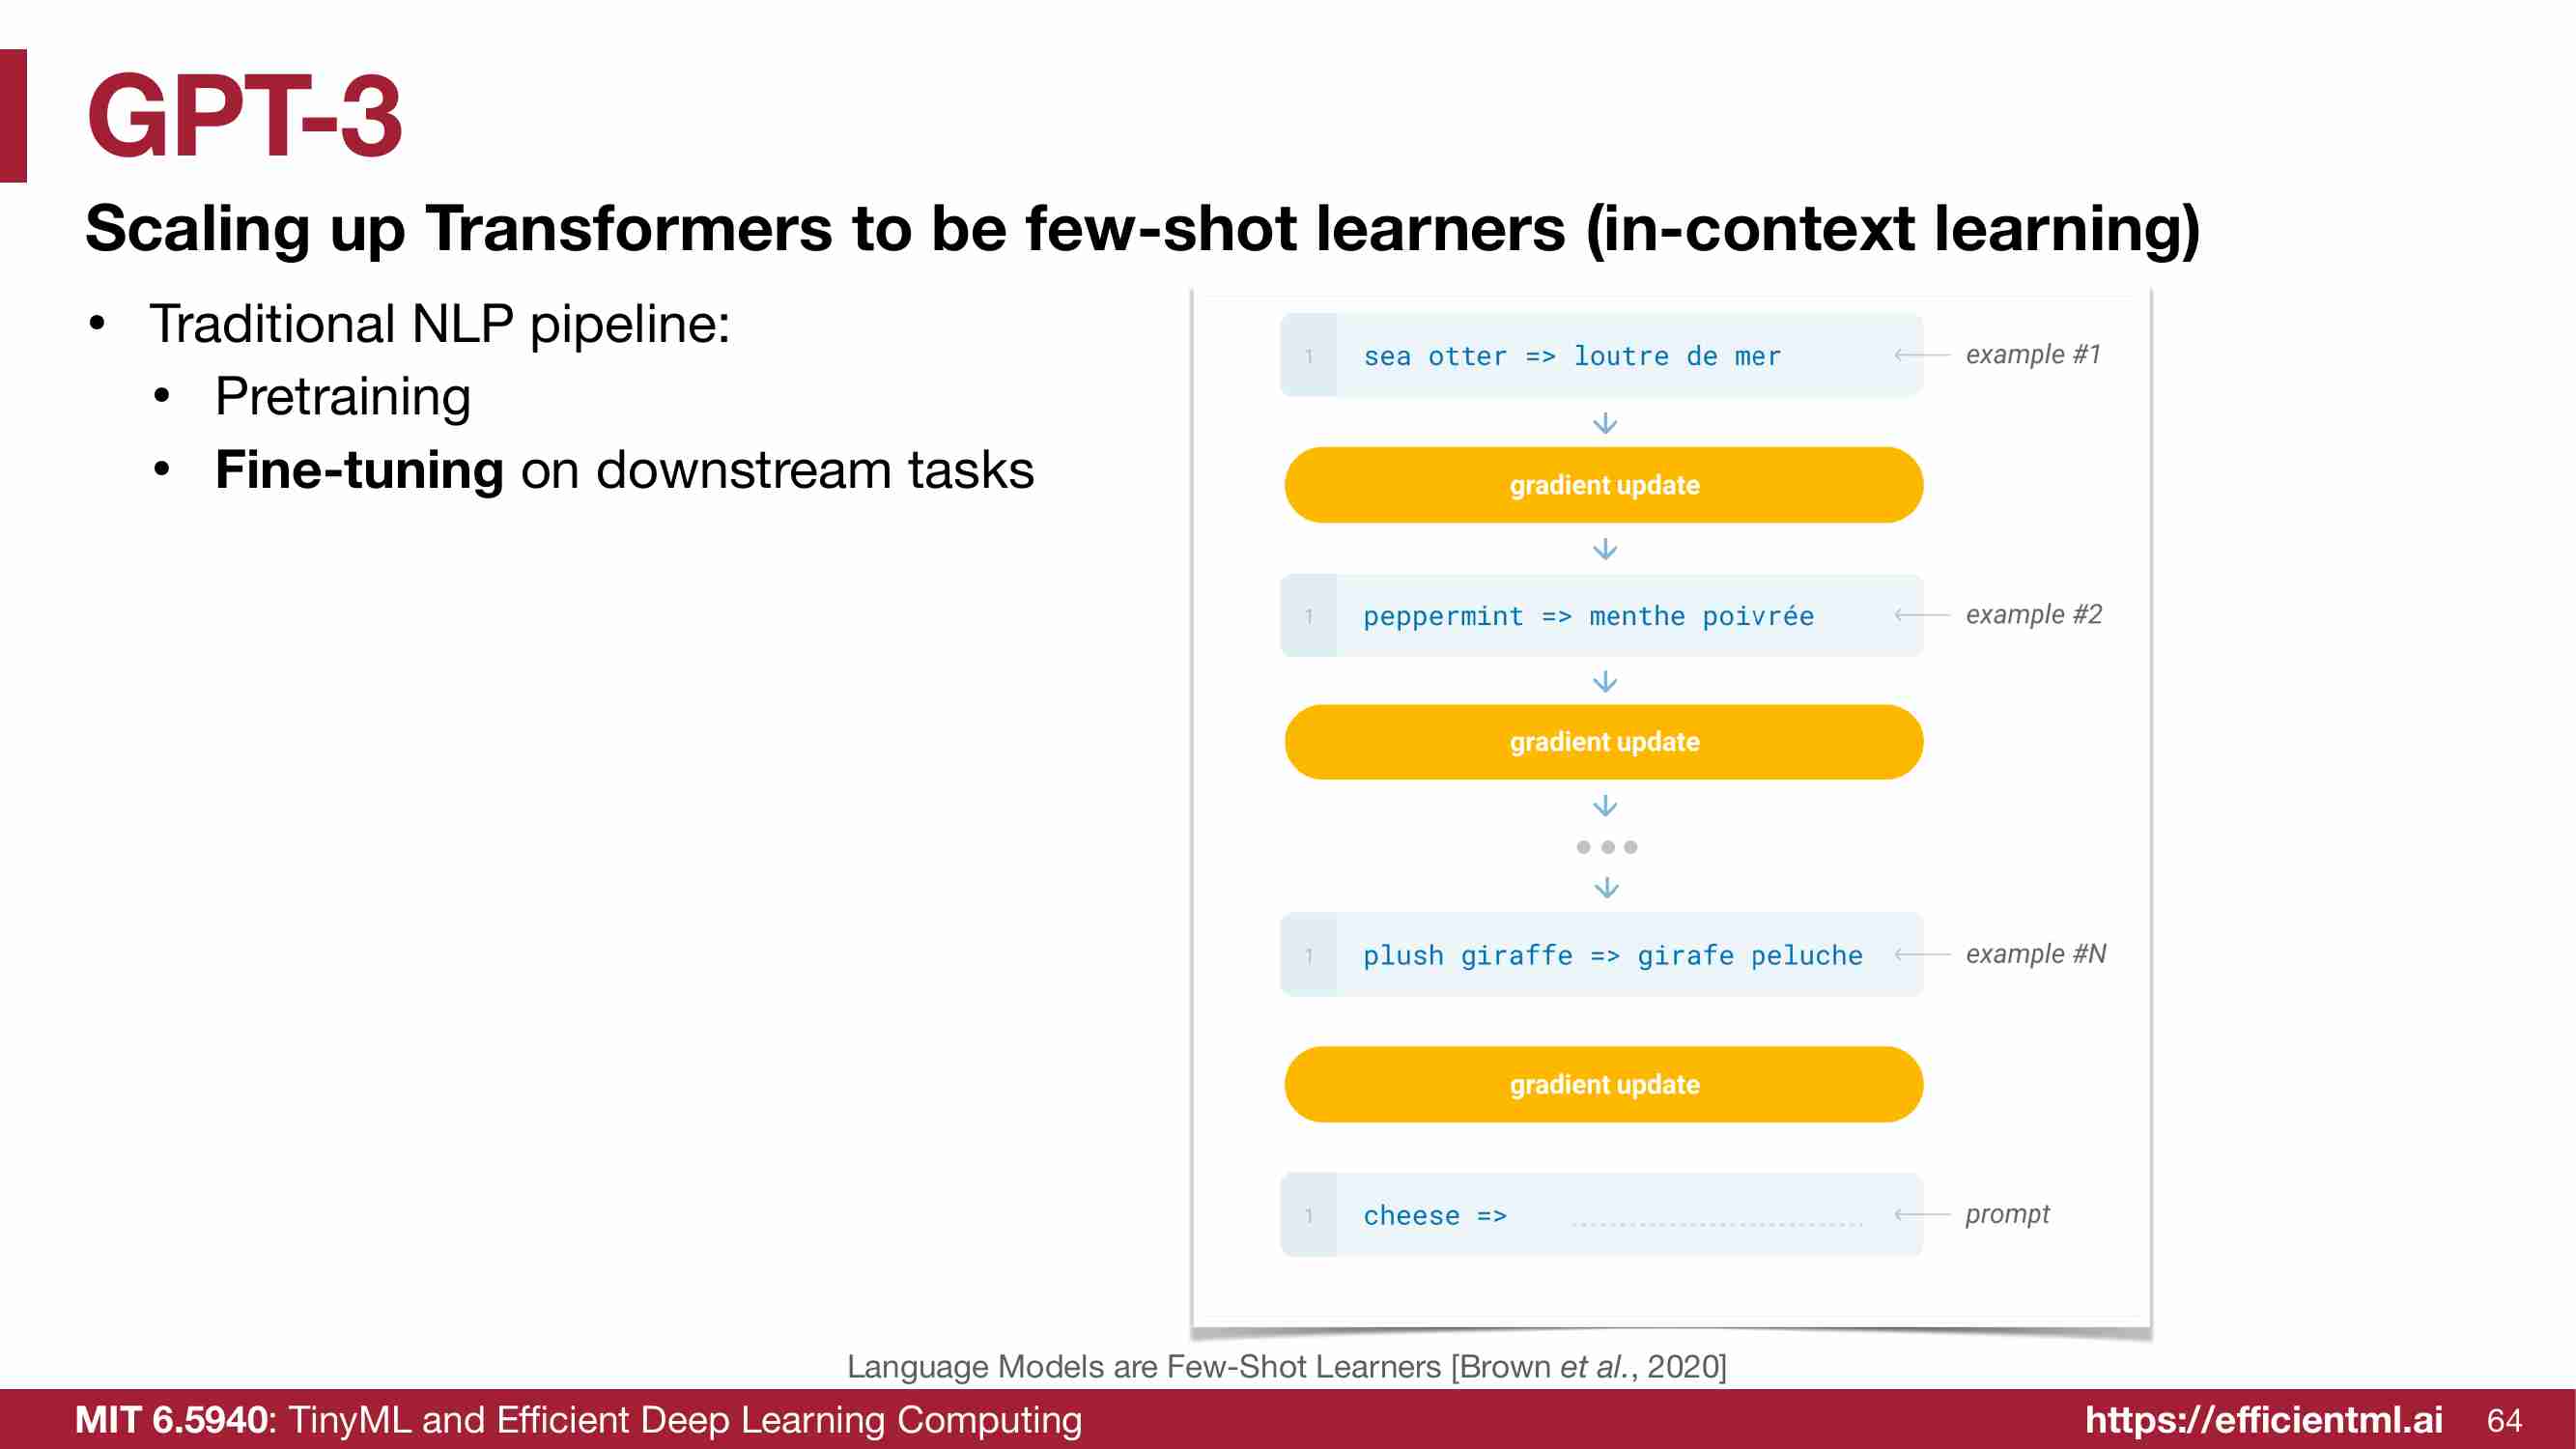 GPT-3
Scaling up Transformers to be few-shot learners (in-context learning)
• Traditional NLP pipeline:
• Pretraining
• Fine-tuning on downstream tasks
1 sea otter => loutre de mer example #1
gradient update
1 peppermint => menthe poivrée example #2
gradient update
1 plush giraffe => girafe peluche example #N
gradient update
1 cheese => prompt
Language Models are Few-Shot Learners [Brown et al., 2020]
MIT 6.5940: TinyML and Efficient Deep Learning Computing https://efficientml.ai 64